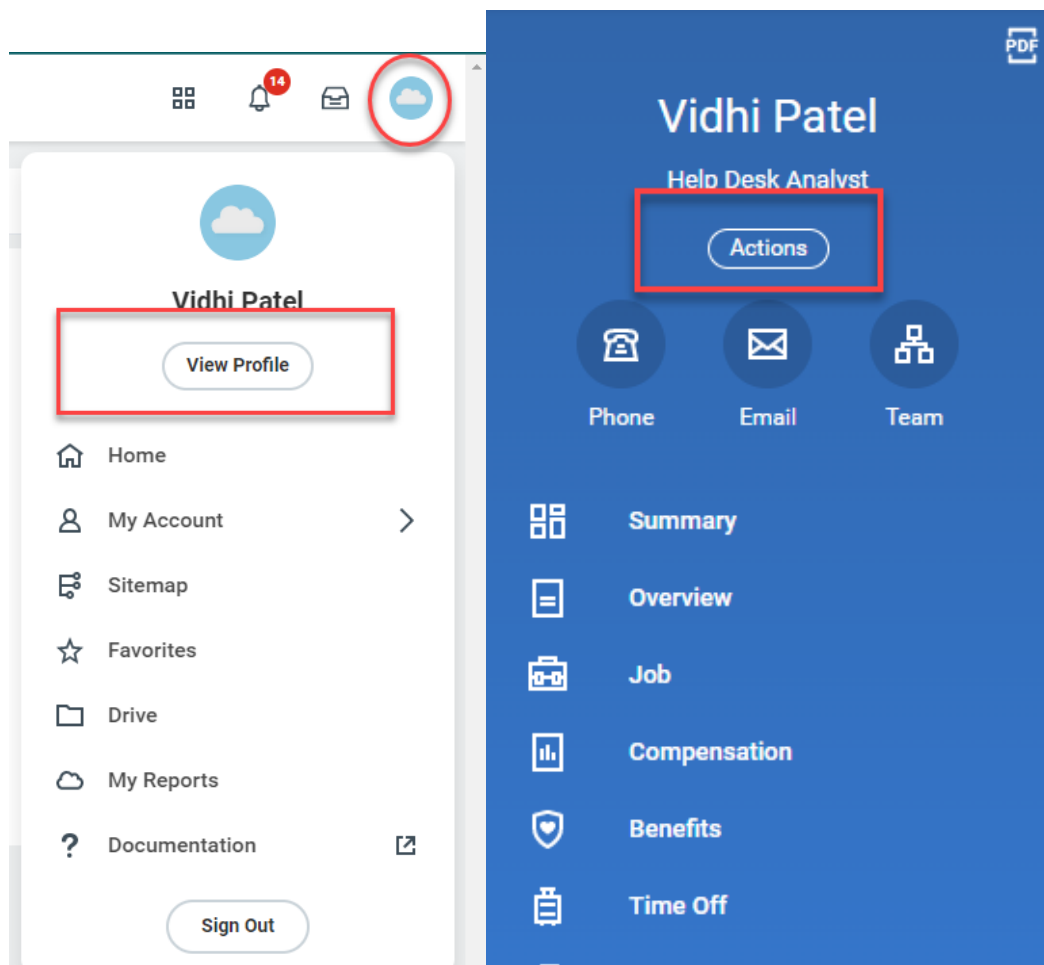 14
Vidhi Patel
View Profile
Home
My Account
Sitemap
Favorites
Drive
My Reports
Documentation
Sign Out
PDF
Vidhi Patel
Help Desk Analyst
Actions
Phone
Email
Team
Summary
Overview
Job
Compensation
Benefits
Time Off